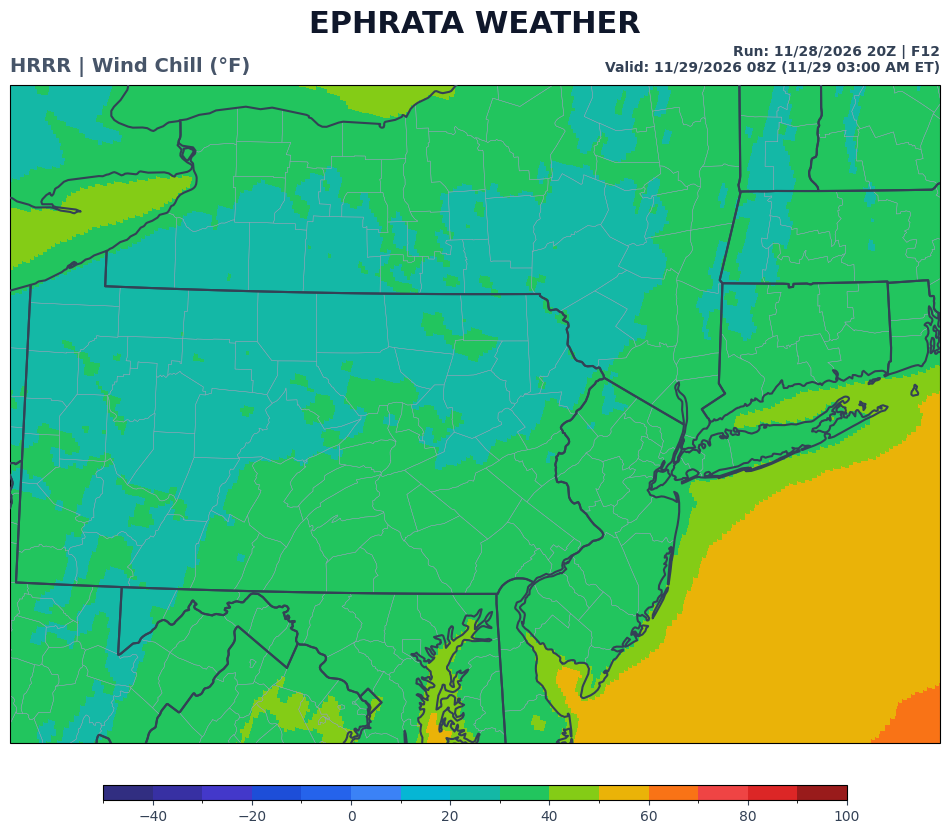 EPHRATA WEATHER
HRRR | Wind Chill (°F)
Run: 11/28/2026 20Z | F12
Valid: 11/29/2026 08Z (11/29 03:00 AM ET)
−40 −20 0 20 40 60 80 100